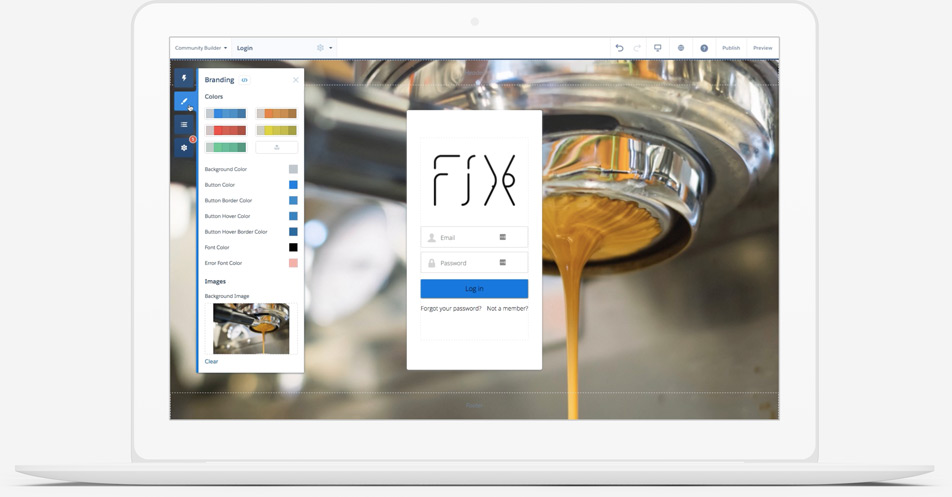 Community Builder
Login
Publish
Preview
Branding
</>
Colors
Background Color
Button Color
Button Border Color
Button Hover Color
Button Hover Border Color
Font Color
Error Font Color
Images
Background Image
Clear
Email
Password
Log in
Forgot your password?
Not a member?